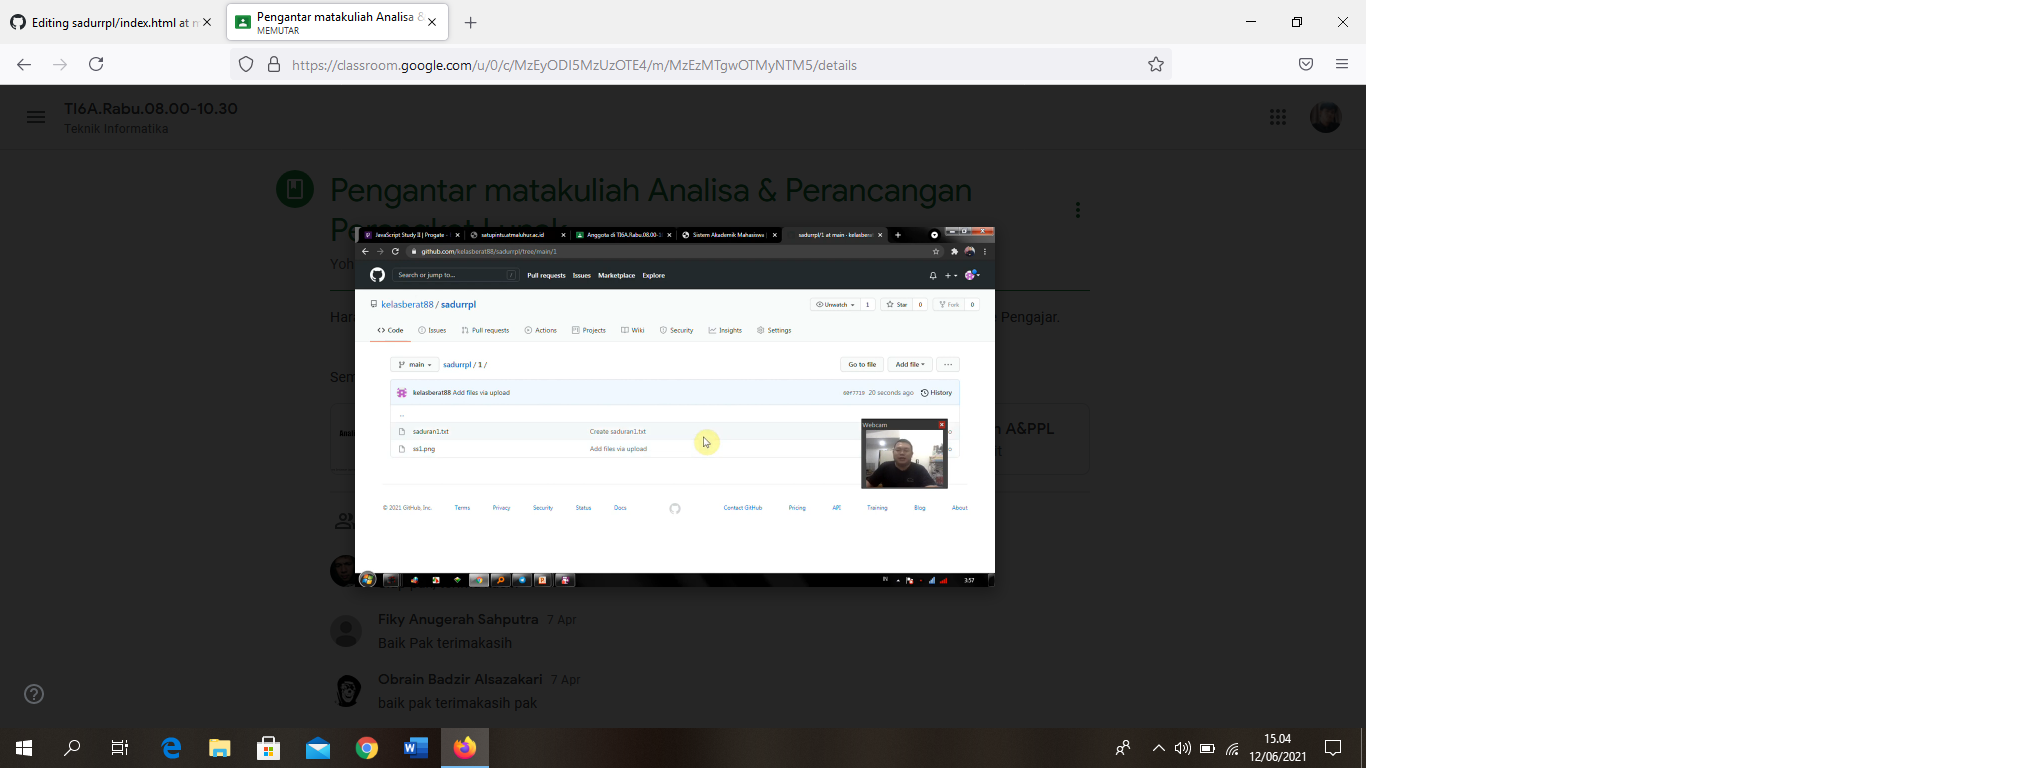 Editing sadurrpl/index.html at m
Pengantar matakuliah Analisa &
MEMUTAR
https://classroom.google.com/u/0/c/MzEyODI5MzUzOTE4/m/MzEzMTgwOTMyNTM5/details
TI6A.Rabu.08.00-10.30
Teknik Informatika
Pengantar matakuliah Analisa & Perancangan
Perangkat Lunak
Yoh
Har
Pengajar.
Sem
n A&PPL
JavaScript Study II | Progate -
satupintu.atmaluhur.ac.id
Anggota di TI6A.Rabu.08.00-1
Sistem Akademik Mahasiswa |
sadurrpl/1 at main · kelasberat
github.com/kelasberat88/sadurrpl/tree/main/1
Search or jump to...
/
Pull requests
Issues
Marketplace
Explore
kelasberat88 / sadurrpl
Unwatch
1
Star
0
Fork
0
Code
Issues
Pull requests
Actions
Projects
Wiki
Security
Insights
Settings
main
sadurrpl / 1 /
Go to file
Add file
...
kelasberat88 Add files via upload
60f7719 20 seconds ago
History
..
saduran1.txt
Create saduran1.txt
ss1.png
Add files via upload
Webcam
© 2021 GitHub, Inc.
Terms
Privacy
Security
Status
Docs
Contact GitHub
Pricing
API
Training
Blog
About
IN
3:57
Fiky Anugerah Sahputra 7 Apr
Baik Pak terimakasih
Obrain Badzir Alsazakari 7 Apr
baik pak terimakasih pak
15.04
12/06/2021